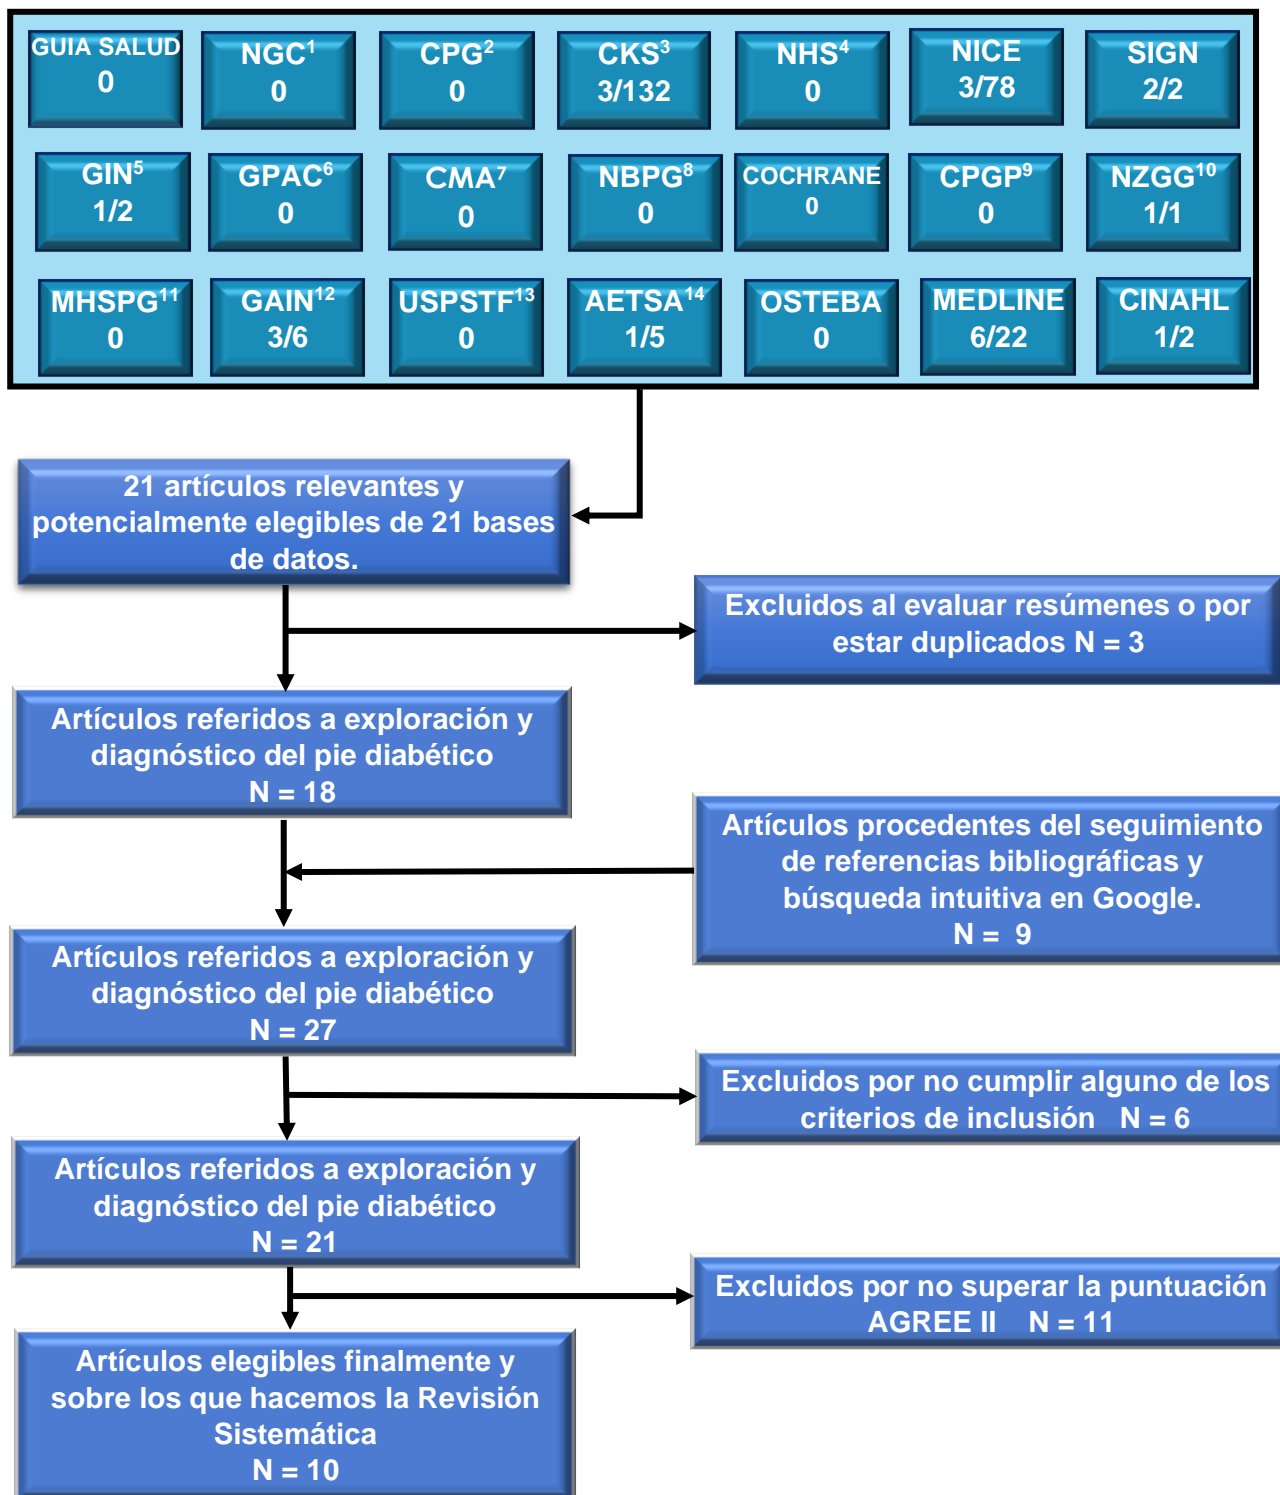 GUIA SALUD
0
NGC¹
0
CPG²
0
CKS³
3/132
NHS⁴
0
NICE
3/78
SIGN
2/2
GIN⁵
1/2
GPAC⁶
0
CMA⁷
0
NBPG⁸
0
COCHRANE
0
CPGP⁹
0
NZGG¹⁰
1/1
MHSPG¹¹
0
GAIN¹²
3/6
USPSTF¹³
0
AETSA¹⁴
1/5
OSTEBA
0
MEDLINE
6/22
CINAHL
1/2
21 artículos relevantes y
potencialmente elegibles de 21 bases
de datos.
Excluidos al evaluar resúmenes o por
estar duplicados N = 3
Artículos referidos a exploración y
diagnóstico del pie diabético
N = 18
Artículos procedentes del seguimiento
de referencias bibliográficas y
búsqueda intuitiva en Google.
N = 9
Artículos referidos a exploración y
diagnóstico del pie diabético
N = 27
Excluidos por no cumplir alguno de los
criterios de inclusión N = 6
Artículos referidos a exploración y
diagnóstico del pie diabético
N = 21
Excluidos por no superar la puntuación
AGREE II N = 11
Artículos elegibles finalmente y
sobre los que hacemos la Revisión
Sistemática
N = 10